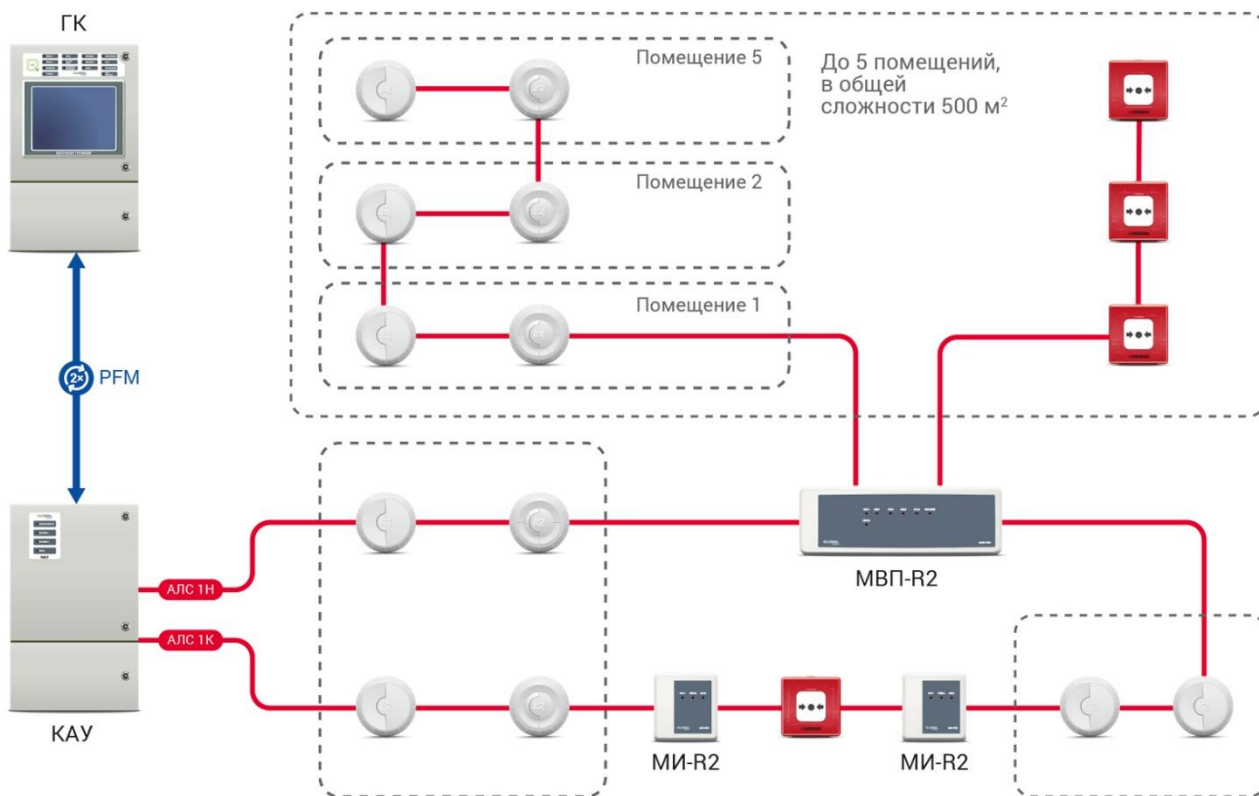 ГК
Помещение 5
До 5 помещений,
в общей
сложности 500 м²
Помещение 2
Помещение 1
2×
PFM
МВП-R2
АЛС 1Н
АЛС 1К
КАУ
МИ-R2
МИ-R2